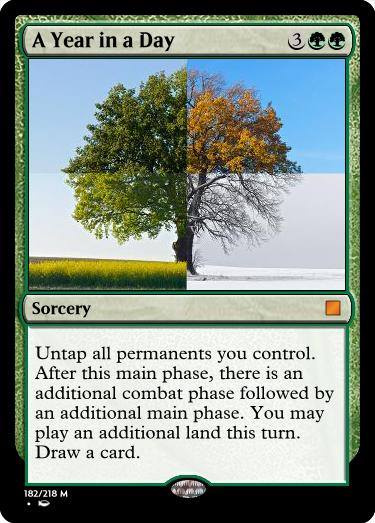 A Year in a Day 3
Sorcery
Untap all permanents you control.
After this main phase, there is an
additional combat phase followed by
an additional main phase. You may
play an additional land this turn.
Draw a card.
182/218 M